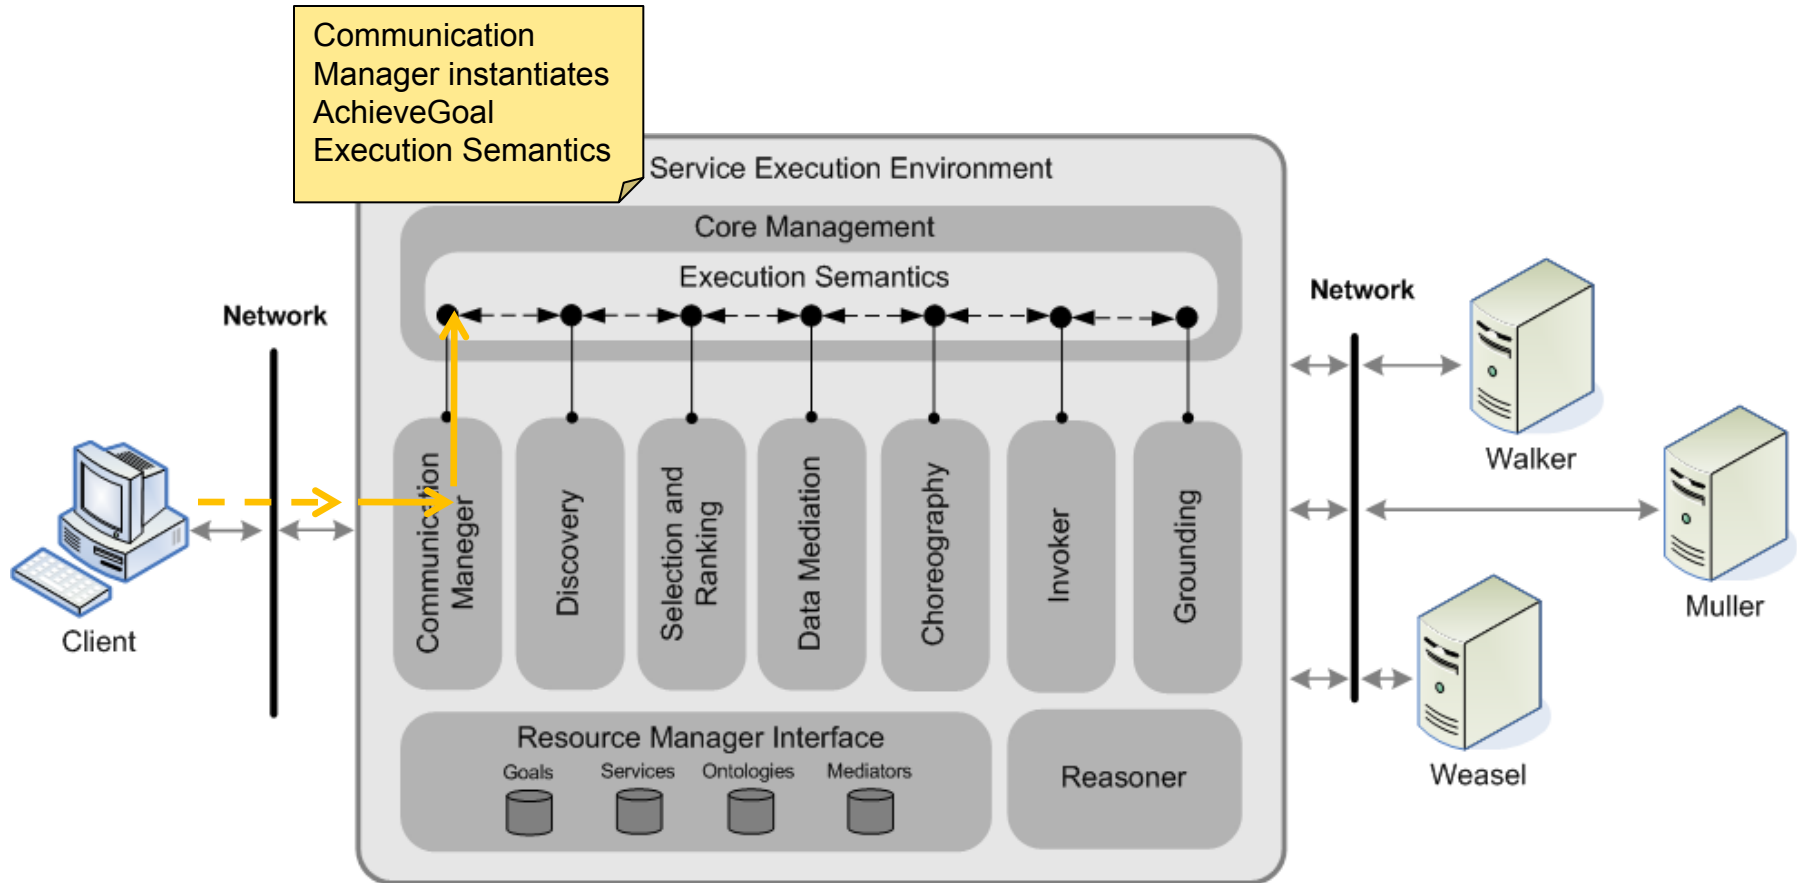 Communication
Manager instantiates
AchieveGoal
Execution Semantics
Service Execution Environment
Core Management
Execution Semantics
Network
Network
Communication
Maneger
Discovery
Selection and
Ranking
Data Mediation
Choreography
Invoker
Grounding
Client
Walker
Muller
Weasel
Resource Manager Interface
Goals
Services
Ontologies
Mediators
Reasoner